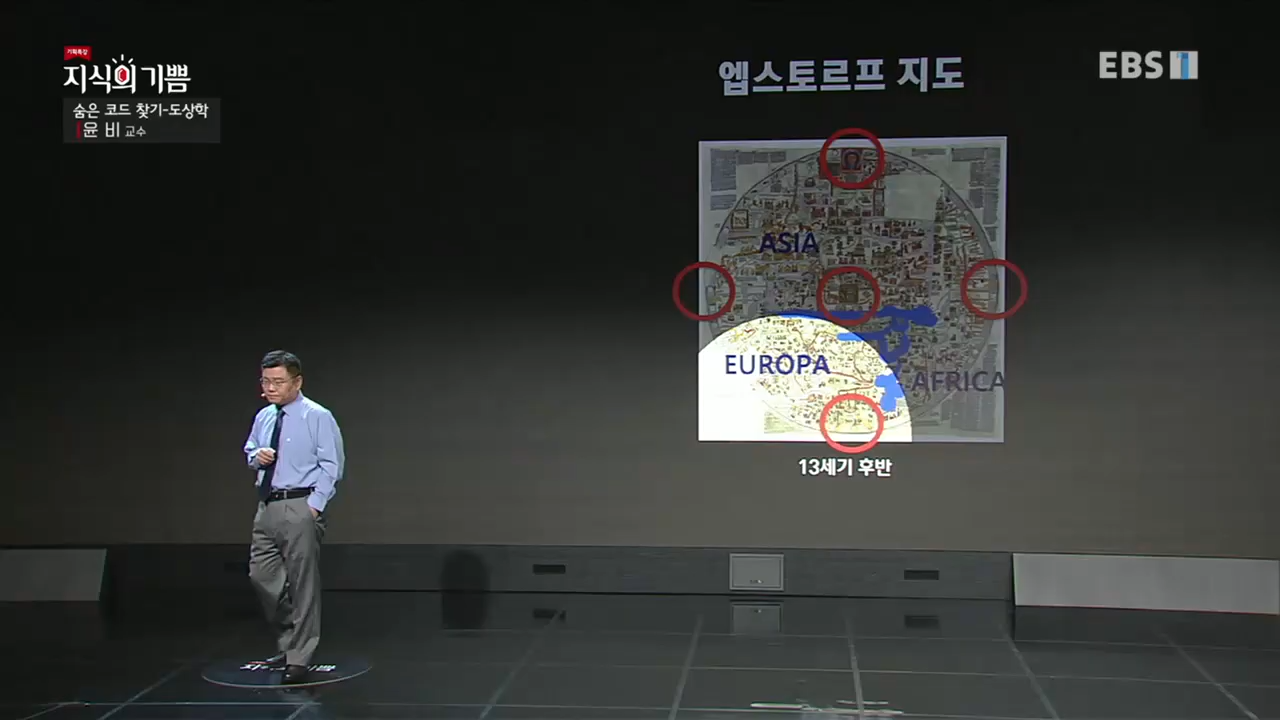 기획특강
지식의 기쁨
숨은 코드 찾기-도상학
윤 비 교수
EBS 1
엡스토르프 지도
ASIA
EUROPA
AFRICA
13세기 후반